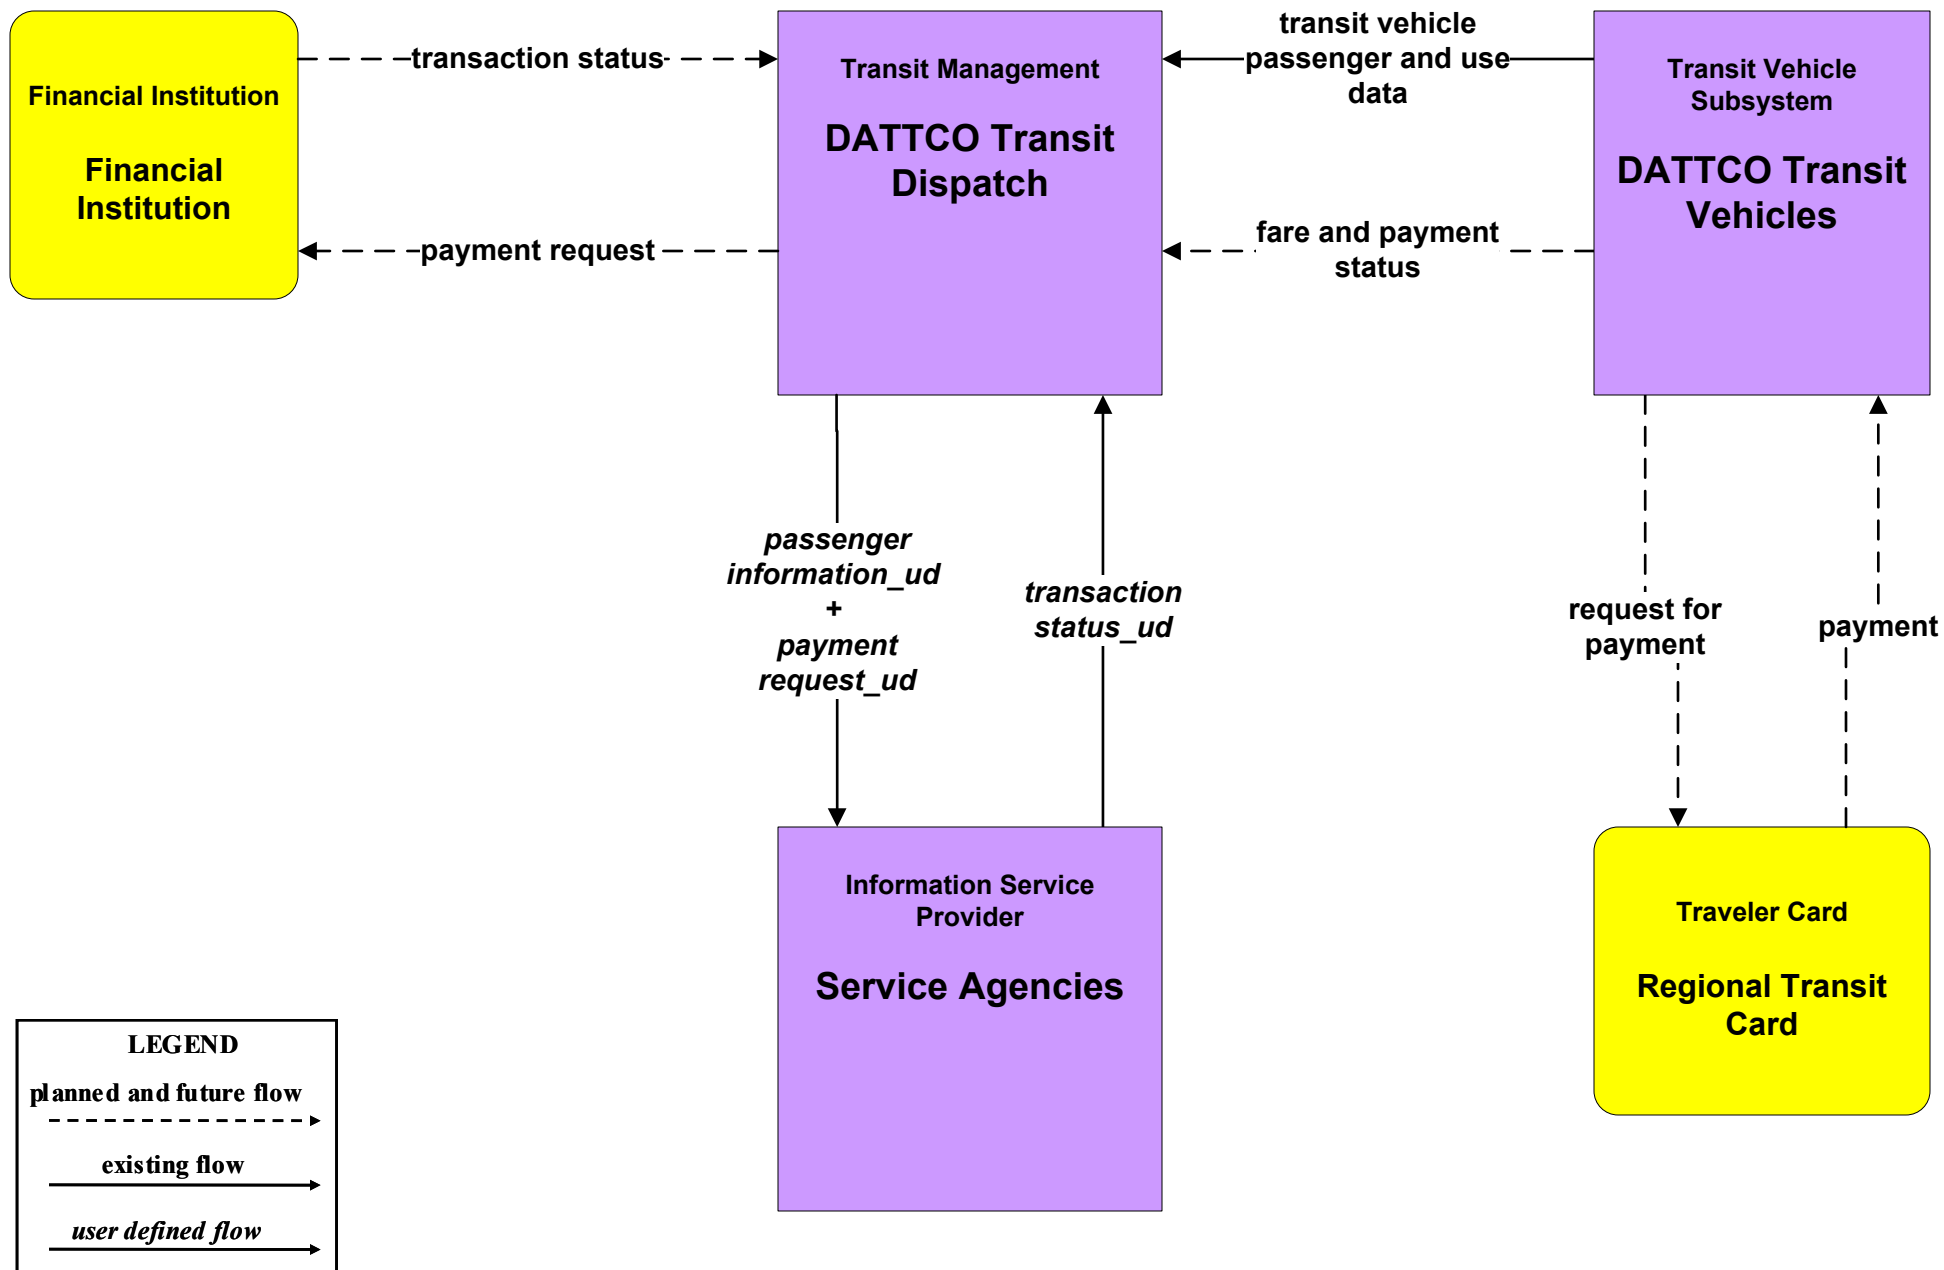 Financial Institution
Financial
Institution
transaction status
payment request
Transit Management
DATTCO Transit
Dispatch
transit vehicle
passenger and use
data
fare and payment
status
Transit Vehicle
Subsystem
DATTCO Transit
Vehicles
passenger
information_ud
+
payment
request_ud
transaction
status_ud
request for
payment
payment
Information Service
Provider
Service Agencies
Traveler Card
Regional Transit
Card
LEGEND
planned and future flow
existing flow
user defined flow